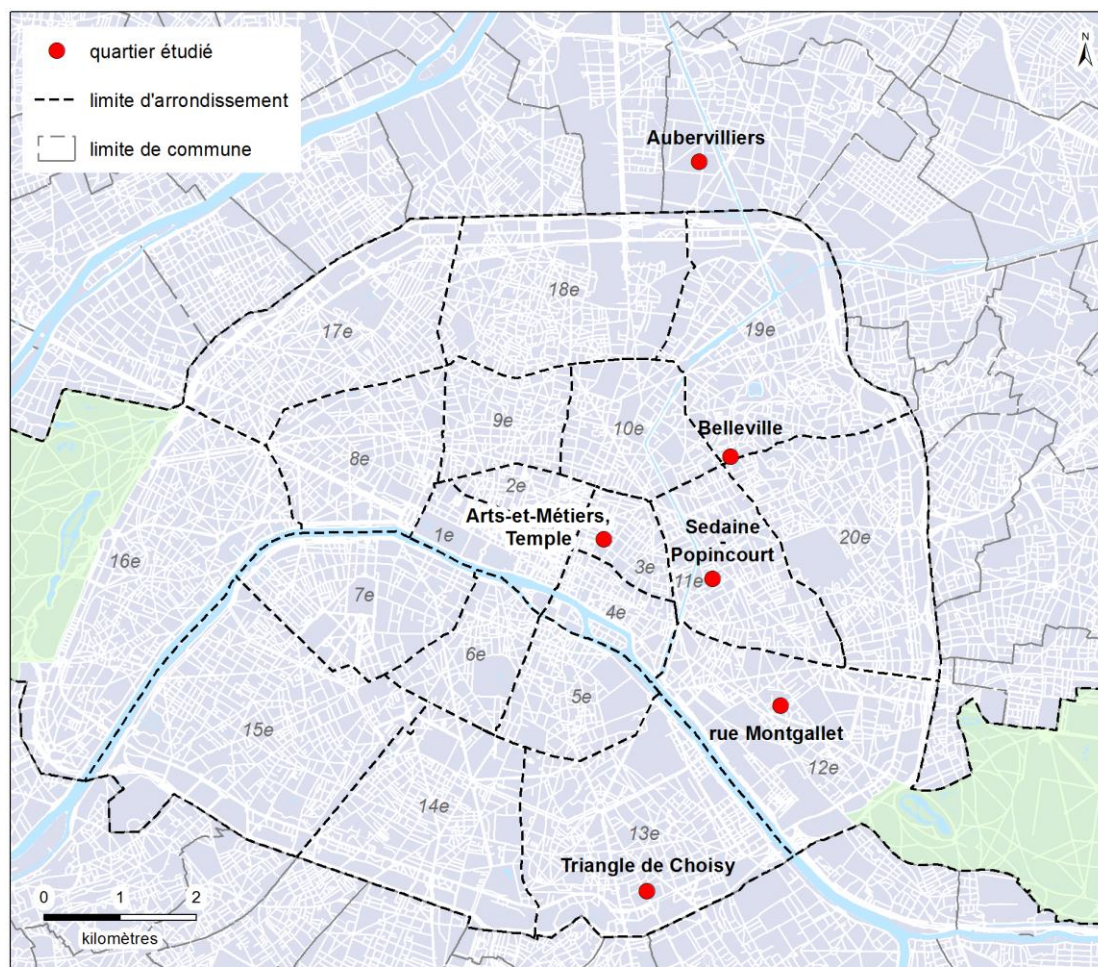 quartier étudié
limite d'arrondissement
limite de commune
N
Aubervilliers
18e
17e
19e
Belleville
9e
10e
8e
2e
Arts-et-Métiers,
Temple
Sedaine
-
Popincourt
1e
20e
16e
3e
11e
7e
4e
6e
5e
rue Montgallet
15e
12e
14e
13e
Triangle de Choisy
0 1 2
kilomètres